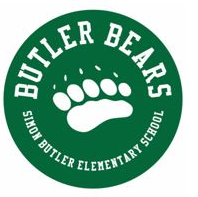 BUTLER BEARS
SIMON BUTLER ELEMENTARY SCHOOL